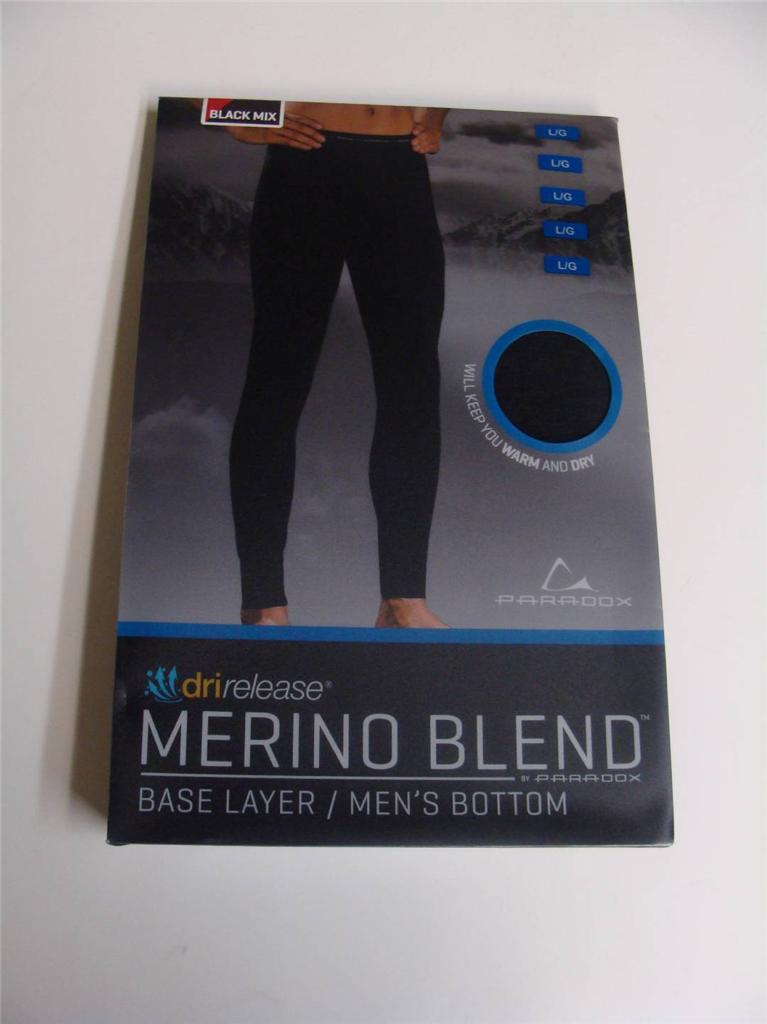 BLACK MIX
L/G
L/G
L/G
L/G
L/G
WILL KEEP YOU WARM AND DRY
PARADOX
drirelease®
MERINO BLEND™
BY PARADOX
BASE LAYER / MEN'S BOTTOM